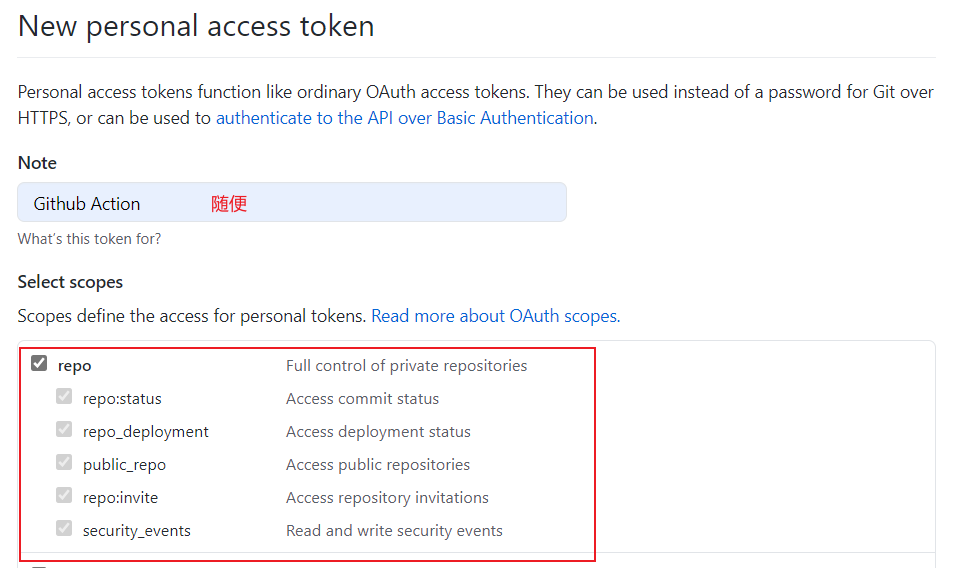 New personal access token
Personal access tokens function like ordinary OAuth access tokens. They can be used instead of a password for Git over
HTTPS, or can be used to authenticate to the API over Basic Authentication.
Note
Github Action 随便
What's this token for?
Select scopes
Scopes define the access for personal tokens. Read more about OAuth scopes.
repo Full control of private repositories
repo:status Access commit status
repo_deployment Access deployment status
public_repo Access public repositories
repo:invite Access repository invitations
security_events Read and write security events